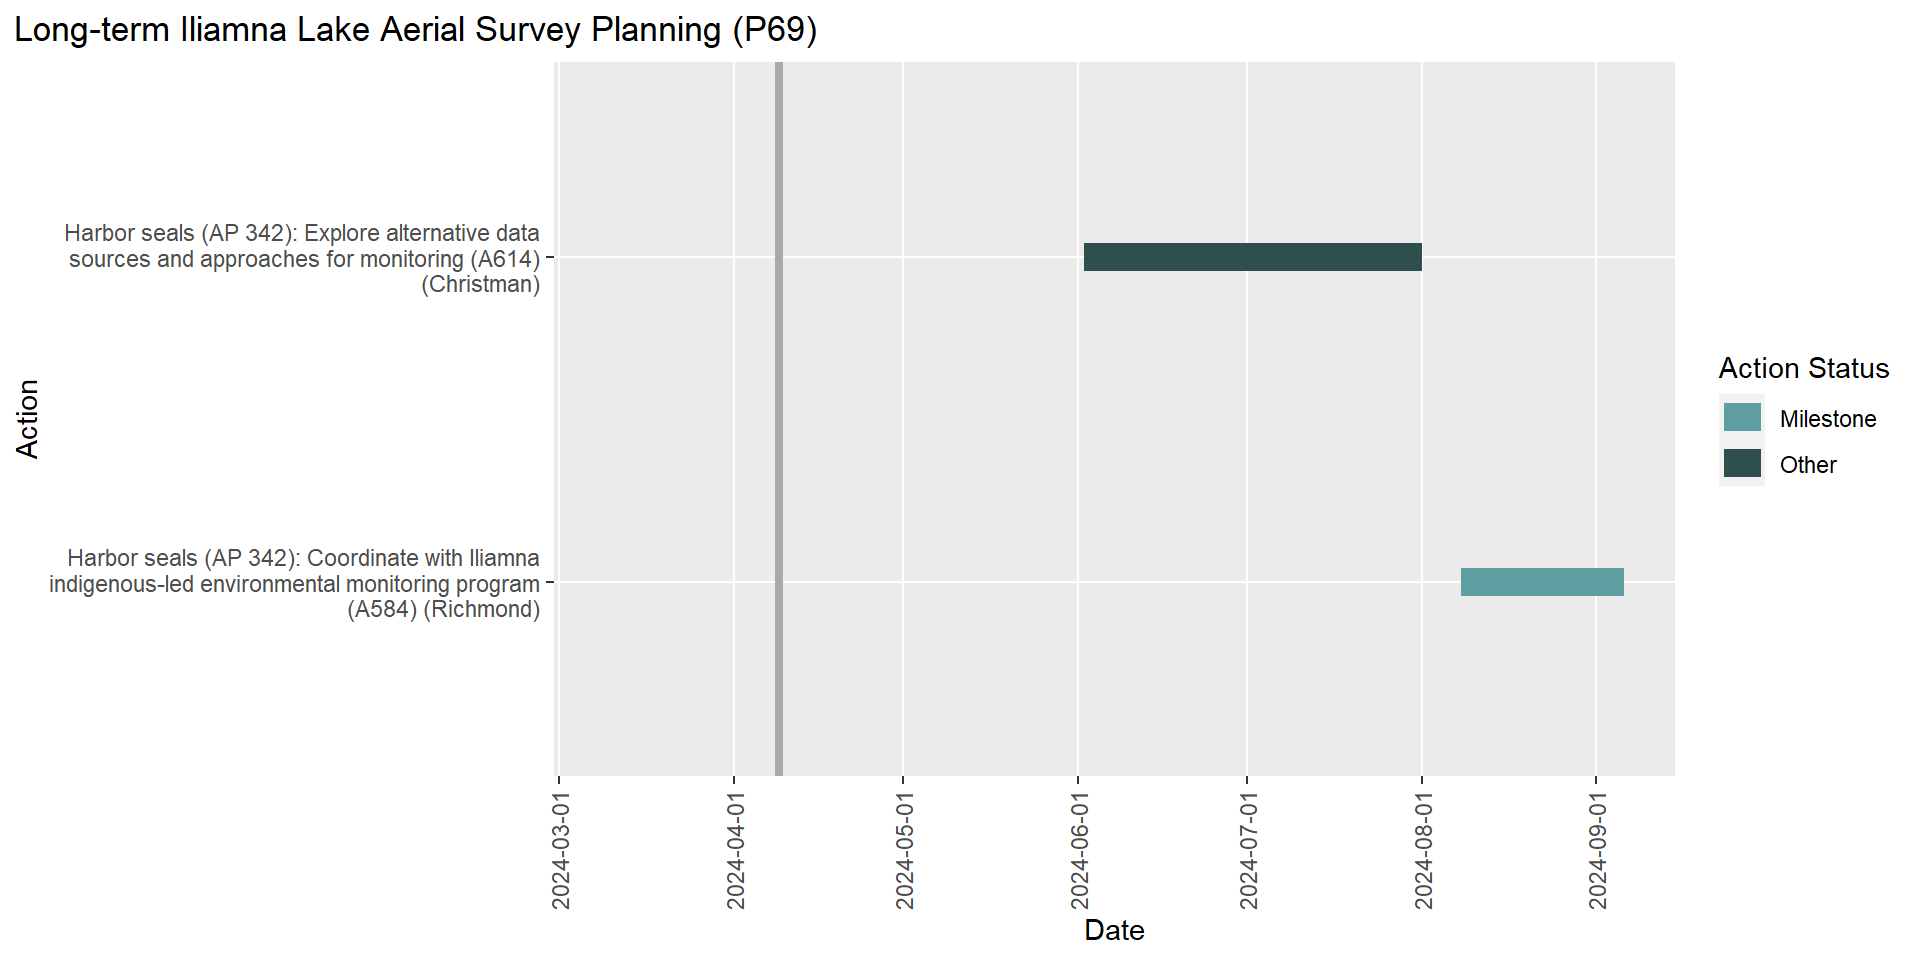 Long-term Iliamna Lake Aerial Survey Planning (P69)
Harbor seals (AP 342): Explore alternative data
sources and approaches for monitoring (A614)
(Christman)
Harbor seals (AP 342): Coordinate with Iliamna
indigenous-led environmental monitoring program
(A584) (Richmond)
Action
2024-03-01
2024-04-01
2024-05-01
2024-06-01
2024-07-01
2024-08-01
2024-09-01
Date
Action Status
Milestone
Other